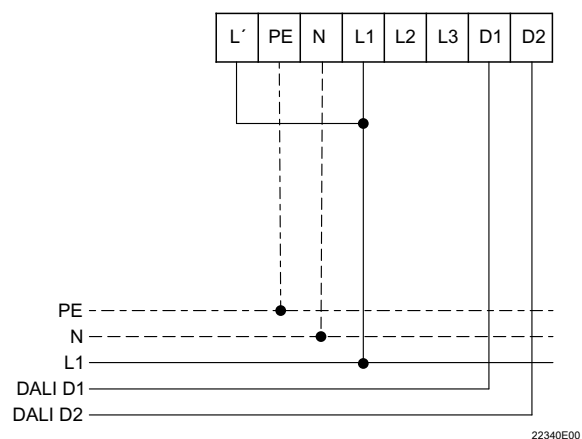 L´ PE N L1 L2 L3 D1 D2
PE
N
L1
DALI D1
DALI D2
22340E00